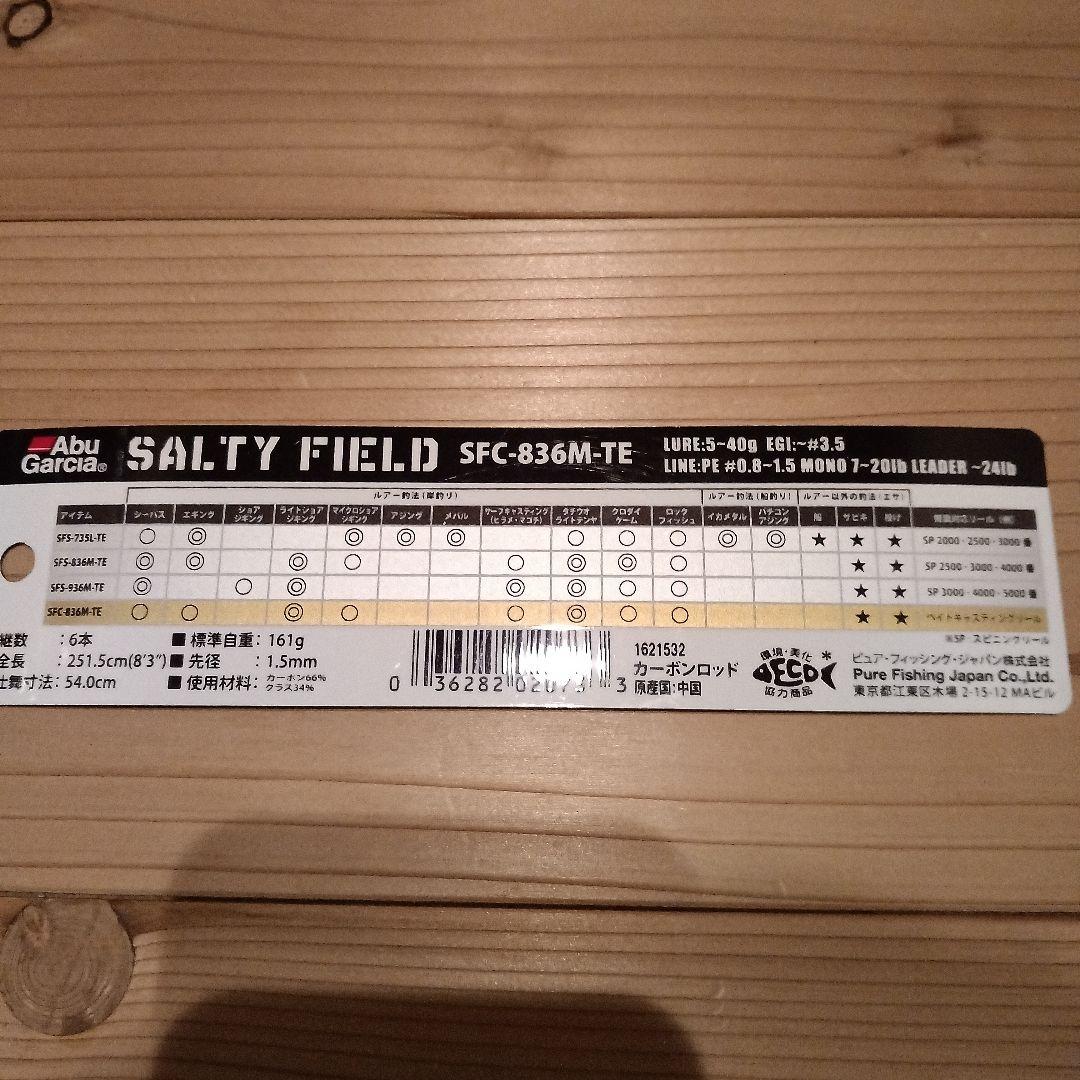 Abu Garcia® SALTY FIELD SFC-836M-TE LURE:5~40g EGI:~#3.5
LINE:PE #0.8~1.5 MONO 7~20lb LEADER ~24lb
ルアー釣法(岸釣り) ルアー釣法(船釣り) ルアー以外の釣法(エサ)
アイテム シーバス エギング ショアジギング ライトショアジギング マイクロショアジギング アジング メバル サーフキャスティング(ヒラメ・マゴチ) タチウオライトテンヤ クロダイゲーム ロックフィッシュ イカメタル バチコンアジング 船 サビキ 投げ
SFS-735L-TE ○ ◎ ◎ ◎ ◎ ○ ○ ○ ◎ ◎ ★ ★ ★ SP 2000・2500・3000 番
SFS-836M-TE ◎ ◎ ◎ ○ ○ ◎ ◎ ○ ★ ★ SP 2500・3000・4000 番
SFS-936M-TE ◎ ○ ◎ ◎ ◎ ○ ○ ★ ★ SP 3000・4000・5000 番
SFC-836M-TE ○ ○ ◎ ○ ○ ◎ ○ ○ ★ ★ ベイトキャスティングリール
※SP スピニングリール
継数 :6本 ■ 標準自重:161g
全長 :251.5cm(8'3") ■ 先径 :1.5mm
仕舞寸法:54.0cm ■ 使用材料:カーボン66% クラス34%
0 36282 02073 3
1621532
カーボンロッド
原産国:中国
環境・美化
AECO
協力商品
ピュア・フィッシング・ジャパン株式会社
Pure Fishing Japan Co.,Ltd.
東京都江東区木場 2-15-12 MAビル